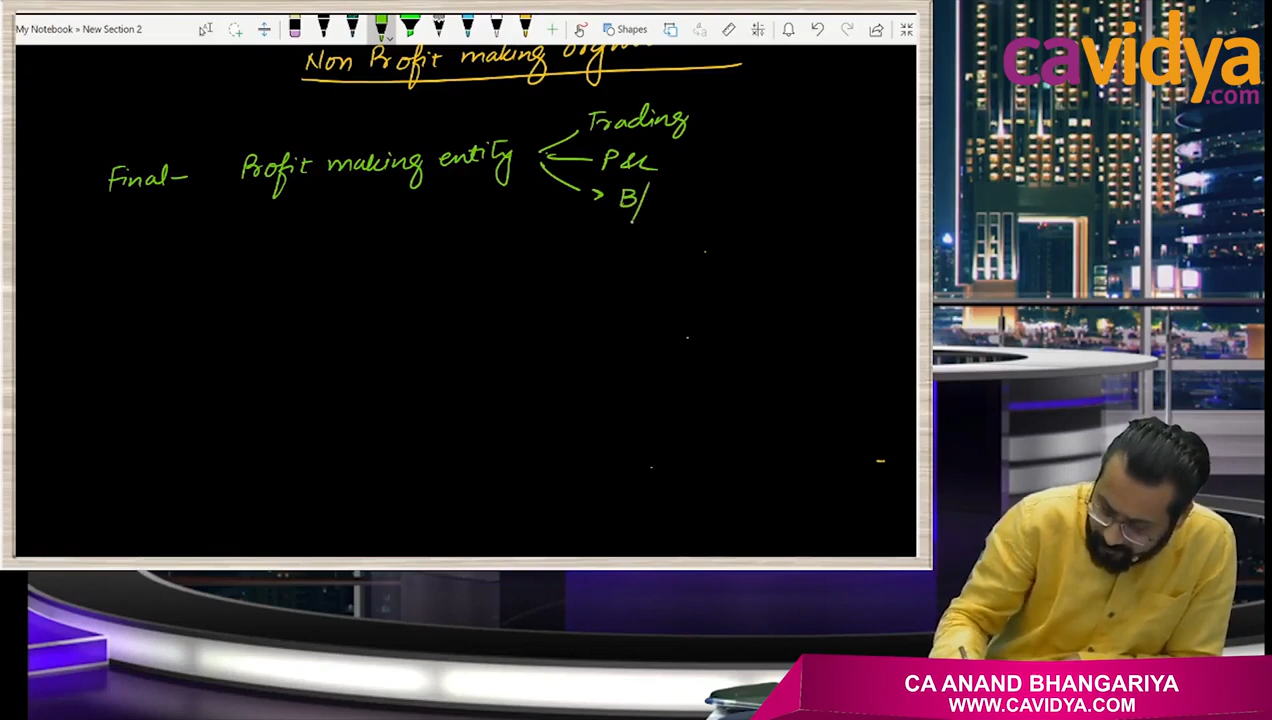 My Notebook » New Section 2
Shapes
Non Profit making
Final- Profit making entity
Trading
P&L
B/
cavidya
.com
CA ANAND BHANGARIYA
WWW.CAVIDYA.COM